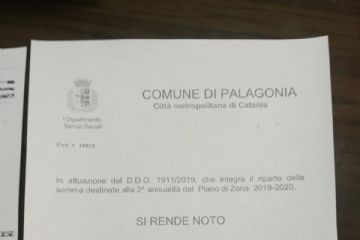 COMUNE DI PALAGONIA
Città metropolitana di Catania
I Dipartimento
Servizi Sociali
In attuazione del D.D.G. 1911/2019, che integra il riparto della
somma destinate alla 2^ annualità del Piano di Zona 2019-2020,
SI RENDE NOTO